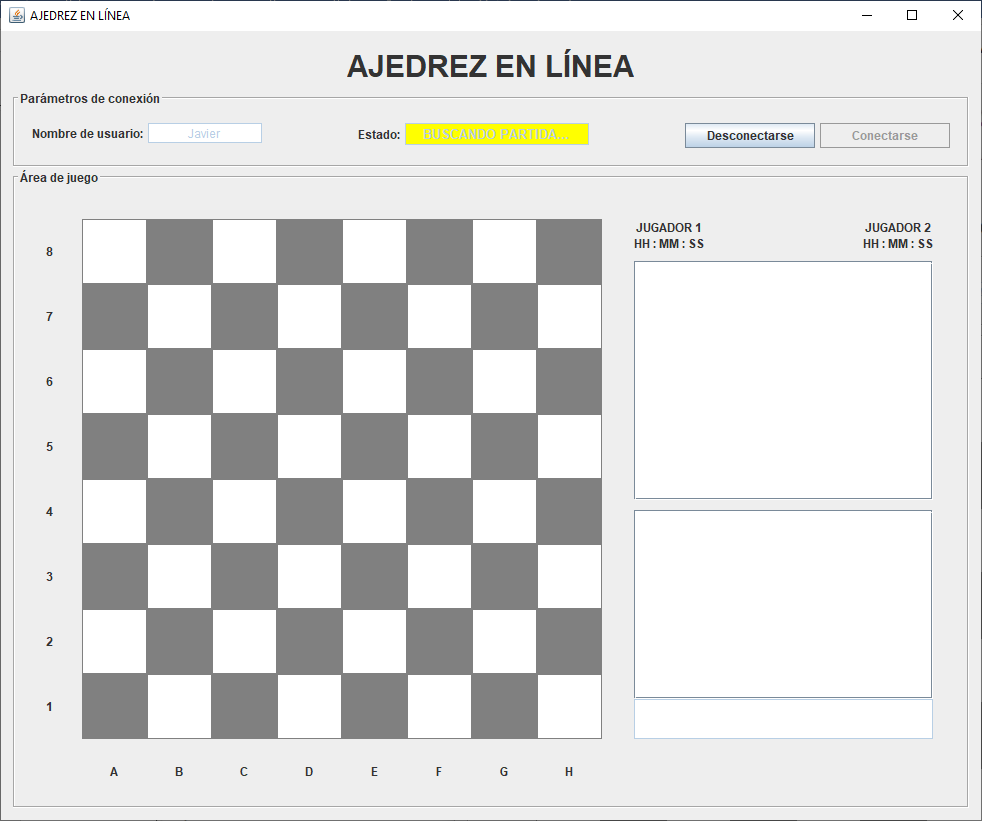 AJEDREZ EN LÍNEA
AJEDREZ EN LÍNEA
Parámetros de conexión
Nombre de usuario: Javier Estado: BUSCANDO PARTIDA... Desconectarse Conectarse
Área de juego
JUGADOR 1 JUGADOR 2
HH : MM : SS HH : MM : SS
8
7
6
5
4
3
2
1
A B C D E F G H